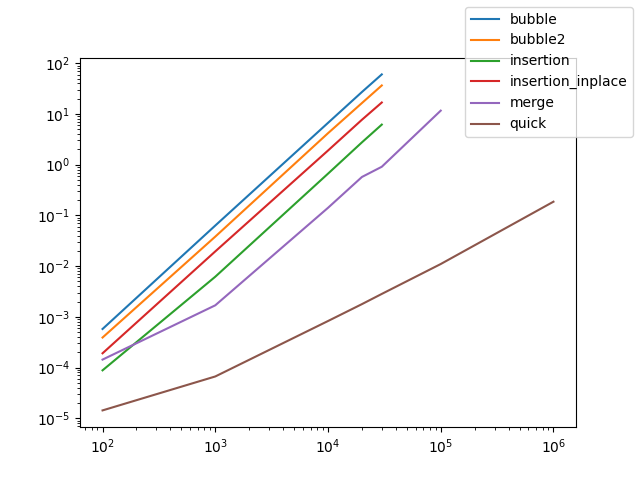 bubble
bubble2
insertion
insertion_inplace
merge
quick
10²
10¹
10⁰
10⁻¹
10⁻²
10⁻³
10⁻⁴
10⁻⁵
10² 10³ 10⁴ 10⁵ 10⁶